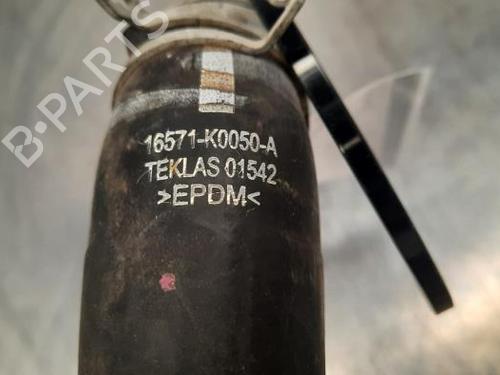 B-PARTS
16571-K0050-A
TEKLAS 01542
>EPDM<